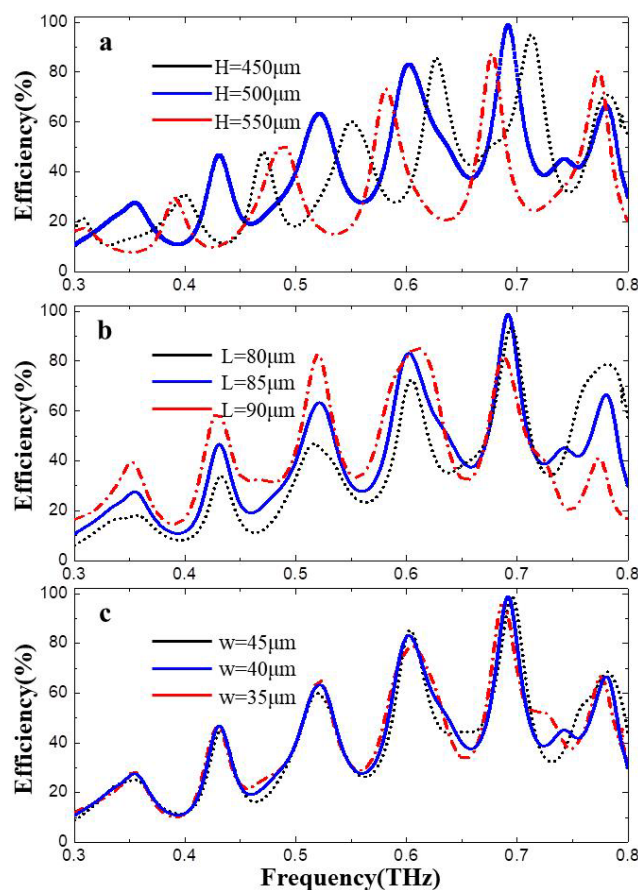 a
H=450μm
H=500μm
H=550μm
Efficiency(%)
100
80
60
40
20
0
0.3 0.4 0.5 0.6 0.7 0.8
b
L=80μm
L=85μm
L=90μm
Efficiency(%)
100
80
60
40
20
0
0.3 0.4 0.5 0.6 0.7 0.8
c
w=45μm
w=40μm
w=35μm
Efficiency(%)
100
80
60
40
20
0
0.3 0.4 0.5 0.6 0.7 0.8
Frequency(THz)